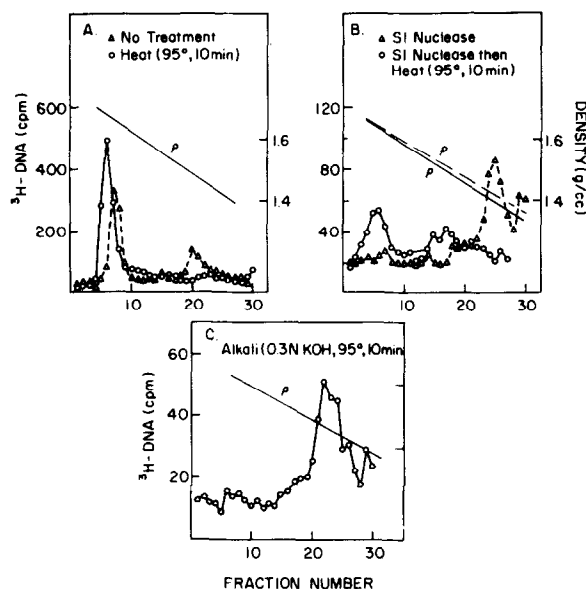 A.
▲ No Treatment
○ Heat (95°, 10min)
³H-DNA (cpm)
600
400
200
ρ
1.6
1.4
10
20
30
B.
▲ S1 Nuclease
○ S1 Nuclease then
Heat (95°, 10min)
120
80
40
ρ
ρ
1.6
1.4
DENSITY (g/cc)
10
20
30
C.
Alkali (0.3N KOH, 95°, 10min
³H-DNA (cpm)
60
40
20
ρ
10
20
30
FRACTION NUMBER